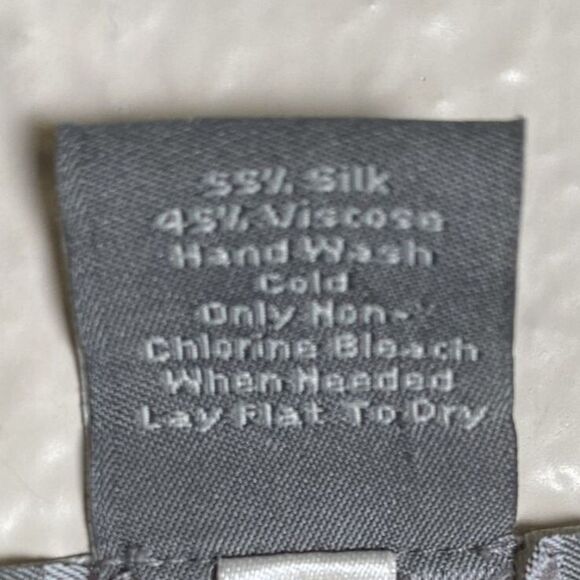 55% Silk
45% Viscose
Hand Wash
Cold
Only Non-
Chlorine Bleach
When Needed
Lay Flat To Dry